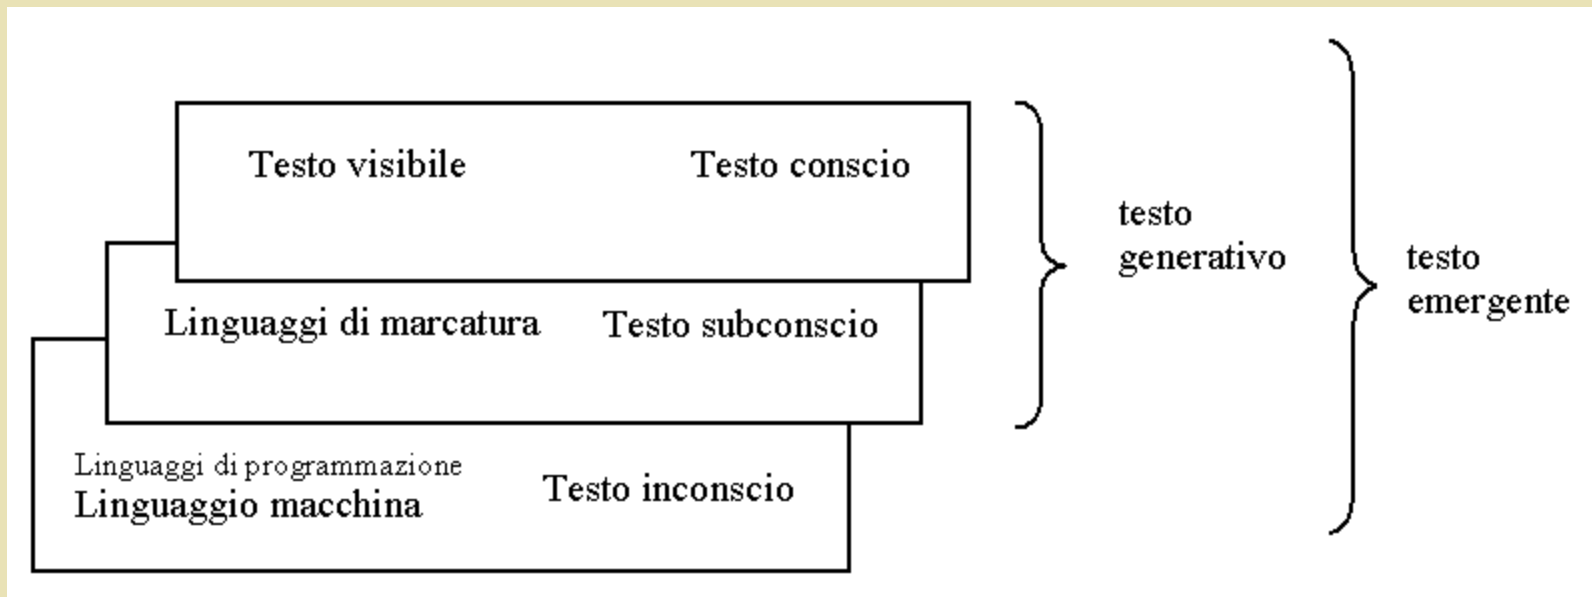 Testo visibile Testo conscio
Linguaggi di marcatura Testo subconscio
Linguaggi di programmazione
Linguaggio macchina Testo inconscio
testo
generativo
testo
emergente